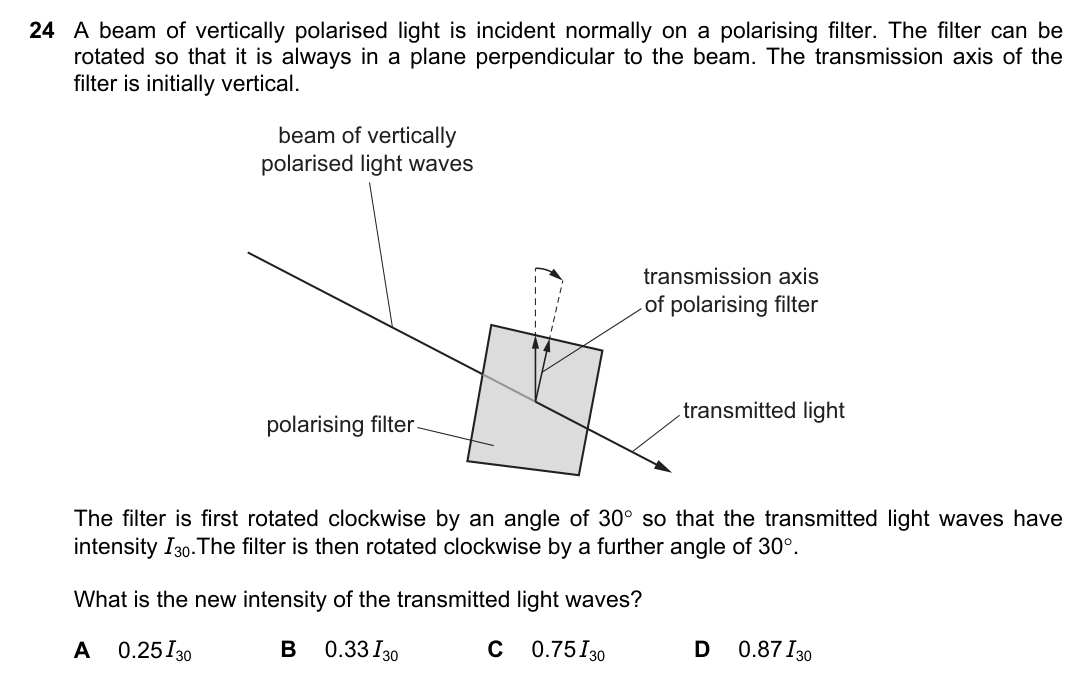 24 A beam of vertically polarised light is incident normally on a polarising filter. The filter can be
rotated so that it is always in a plane perpendicular to the beam. The transmission axis of the
filter is initially vertical.
beam of vertically
polarised light waves
transmission axis
of polarising filter
transmitted light
polarising filter
The filter is first rotated clockwise by an angle of 30° so that the transmitted light waves have
intensity I₃₀.The filter is then rotated clockwise by a further angle of 30°.
What is the new intensity of the transmitted light waves?
A 0.25 I₃₀ B 0.33 I₃₀ C 0.75 I₃₀ D 0.87 I₃₀